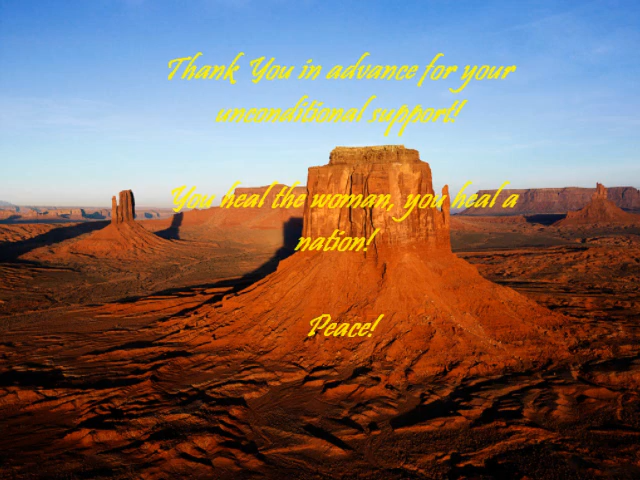 Thank You in advance for your
unconditional support!
You heal the woman, you heal a
nation!
Peace!